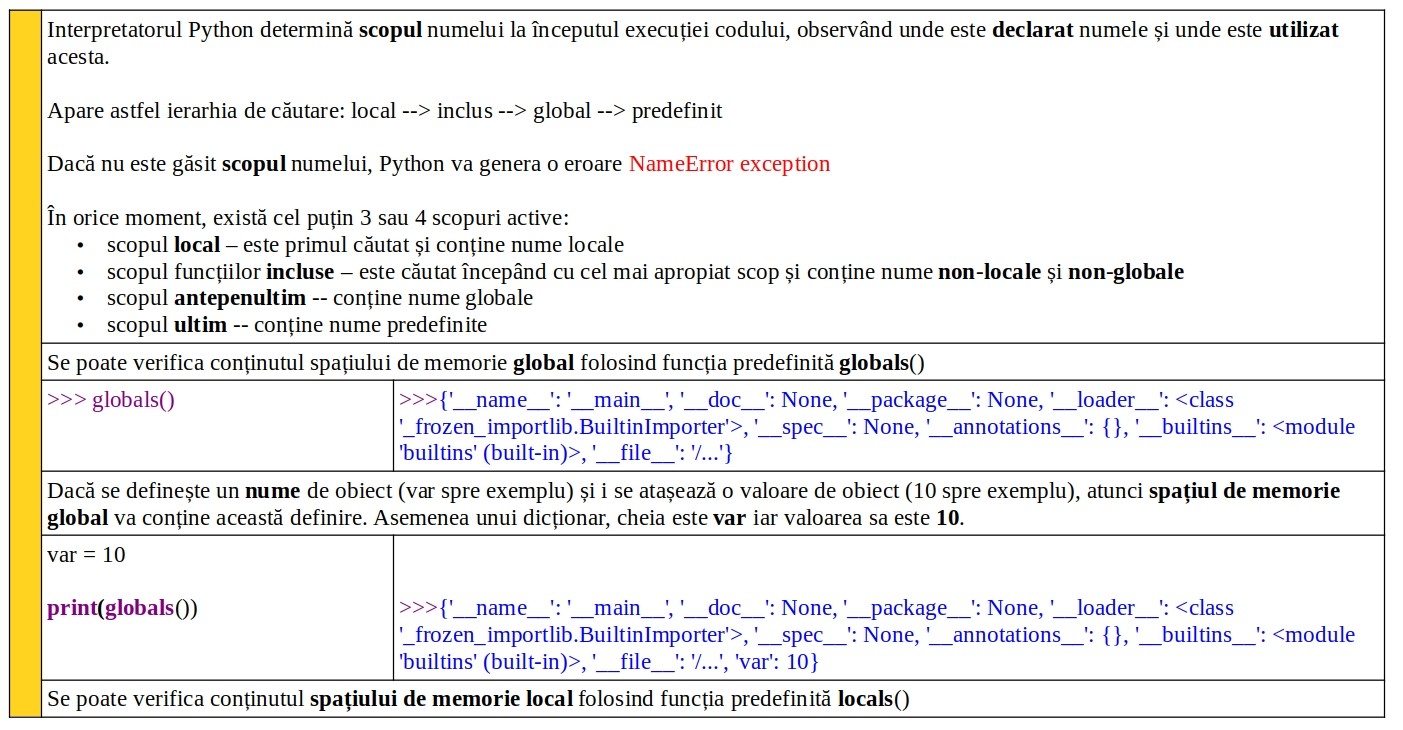 Interpretatorul Python determină scopul numelui la începutul execuției codului, observând unde este declarat numele și unde este utilizat
acesta.
Apare astfel ierarhia de căutare: local --> inclus --> global --> predefinit
Dacă nu este găsit scopul numelui, Python va genera o eroare NameError exception
În orice moment, există cel puțin 3 sau 4 scopuri active:
• scopul local – este primul căutat și conține nume locale
• scopul funcțiilor incluse – este căutat începând cu cel mai apropiat scop și conține nume non-locale și non-globale
• scopul antepenultim -- conține nume globale
• scopul ultim -- conține nume predefinite
Se poate verifica conținutul spațiului de memorie global folosind funcția predefinită globals()
>>> globals()
>>>{'__name__': '__main__', '__doc__': None, '__package__': None, '__loader__': <class
'_frozen_importlib.BuiltinImporter'>, '__spec__': None, '__annotations__': {}, '__builtins__': <module
'builtins' (built-in)>, '__file__': '/...'}
Dacă se definește un nume de obiect (var spre exemplu) și i se atașează o valoare de obiect (10 spre exemplu), atunci spațiul de memorie
global va conține această definire. Asemenea unui dicționar, cheia este var iar valoarea sa este 10.
var = 10
print(globals())
>>>{'__name__': '__main__', '__doc__': None, '__package__': None, '__loader__': <class
'_frozen_importlib.BuiltinImporter'>, '__spec__': None, '__annotations__': {}, '__builtins__': <module
'builtins' (built-in)>, '__file__': '/...', 'var': 10}
Se poate verifica conținutul spațiului de memorie local folosind funcția predefinită locals()